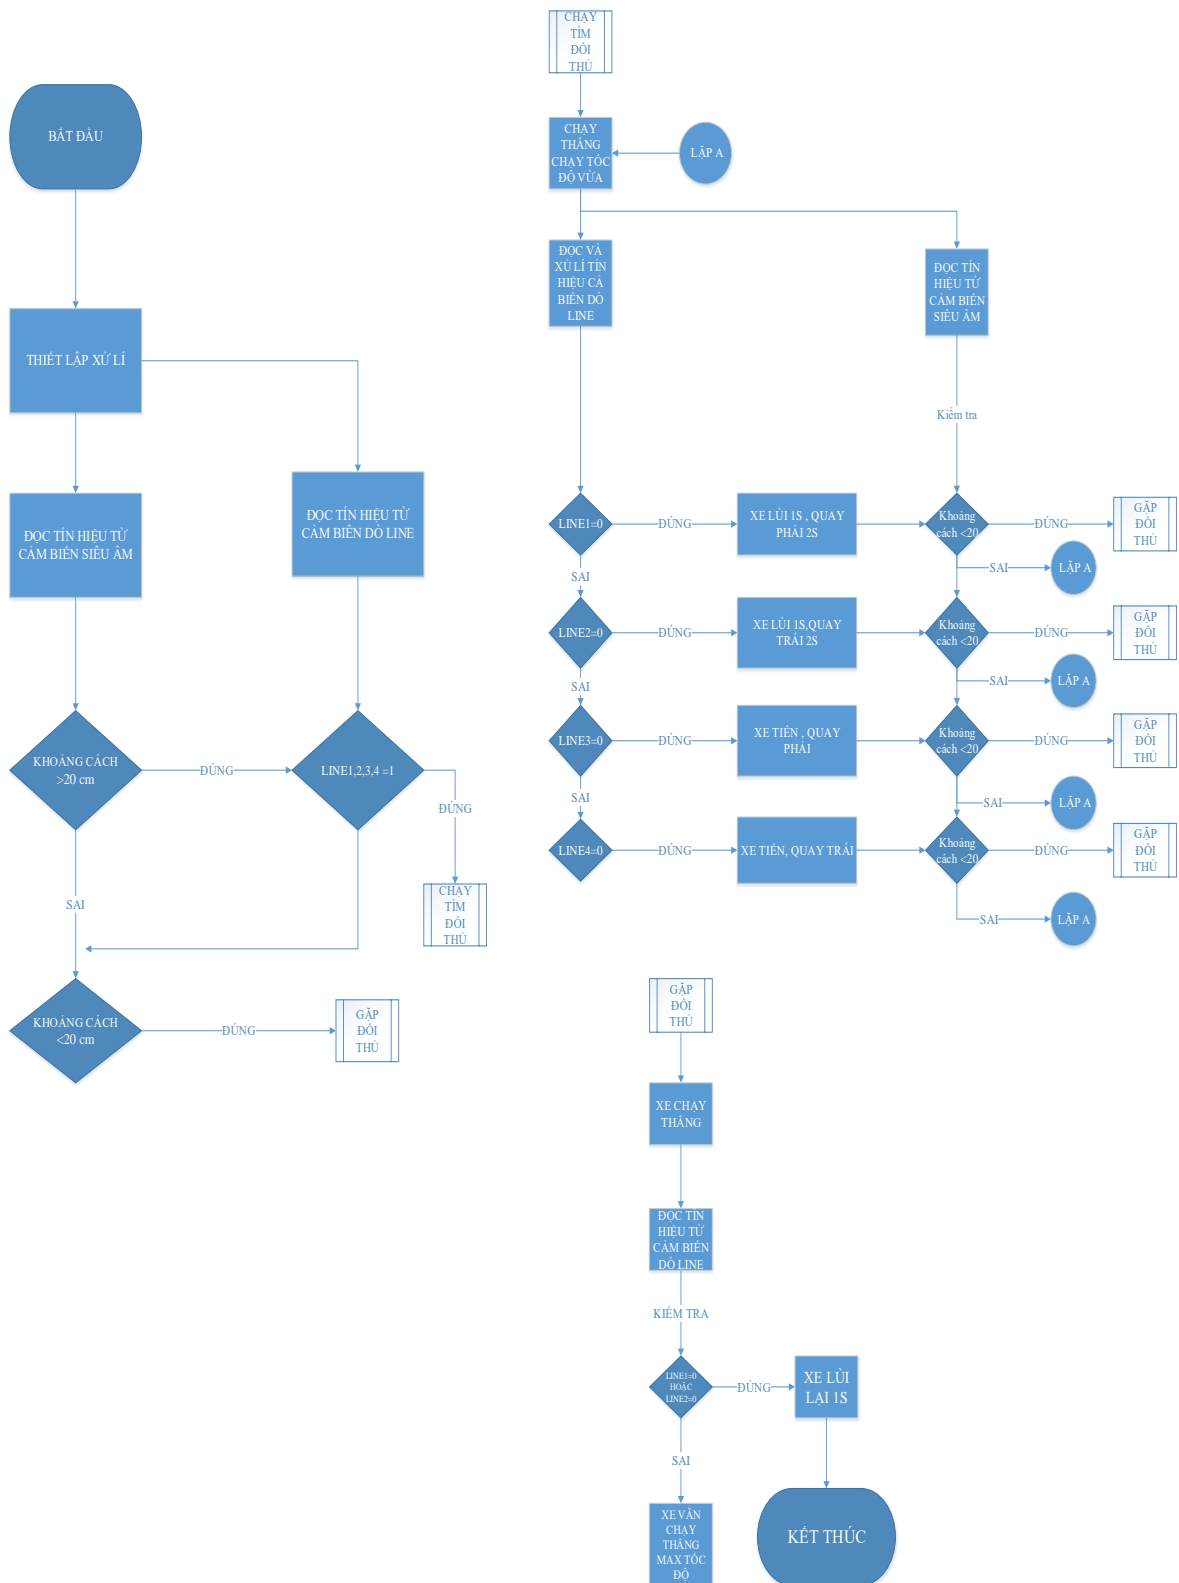 BẮT ĐẦU
THIẾT LẬP XỬ LÍ
ĐỌC TÍN HIỆU TỪ
CẢM BIẾN SIÊU ÂM
ĐỌC TÍN HIỆU TỪ
CẢM BIẾN DÒ LINE
KHOẢNG CÁCH
>20 cm
ĐÚNG
LINE1,2,3,4 =1
ĐÚNG
SAI
CHẠY
TÌM
ĐỐI
THỦ
KHOẢNG CÁCH
<20 cm
ĐÚNG
GẶP
ĐỐI
THỦ
CHẠY
TÌM
ĐỐI
THỦ
CHẠY
THẲNG
CHẠY TỐC
ĐỘ VỪA
LẶP A
ĐỌC VÀ
XỬ LÍ TÍN
HIỆU CẢ
BIẾN DÒ
LINE
ĐỌC TÍN
HIỆU TỪ
CẢM BIẾN
SIÊU ÂM
Kiểm tra
LINE1=0
ĐÚNG
XE LÙI 1S , QUAY
PHẢI 2S
Khoảng
cách <20
ĐÚNG
GẶP
ĐỐI
THỦ
SAI
SAI
LẶP A
LINE2=0
ĐÚNG
XE LÙI 1S,QUAY
TRÁI 2S
Khoảng
cách <20
ĐÚNG
GẶP
ĐỐI
THỦ
SAI
SAI
LẶP A
LINE3=0
ĐÚNG
XE TIẾN , QUAY
PHẢI
Khoảng
cách <20
ĐÚNG
GẶP
ĐỐI
THỦ
SAI
SAI
LẶP A
LINE4=0
ĐÚNG
XE TIẾN, QUAY TRÁI
Khoảng
cách <20
ĐÚNG
GẶP
ĐỐI
THỦ
SAI
LẶP A
GẶP
ĐỐI
THỦ
XE CHẠY
THẲNG
ĐỌC TÍN
HIỆU TỪ
CẢM BIẾN
DÒ LINE
KIỂM TRA
LINE1=0
HOẶC
LINE2=0
ĐÚNG
XE LÙI
LẠI 1S
SAI
XE VẪN
CHẠY
THẲNG
MAX TỐC
ĐỘ
KẾT THÚC